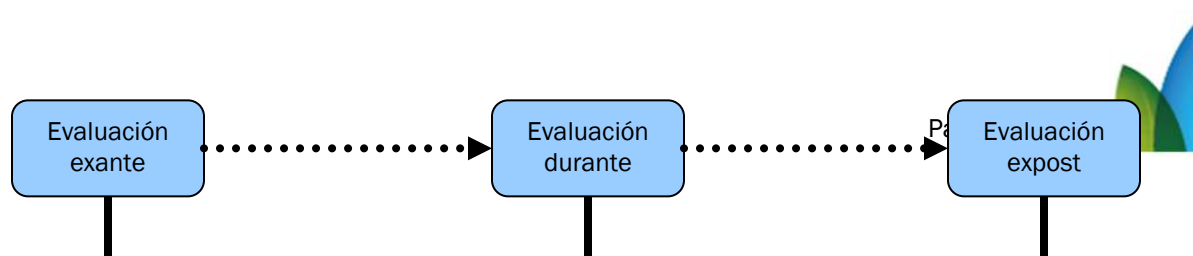 Evaluación
exante
Evaluación
durante
Evaluación
expost